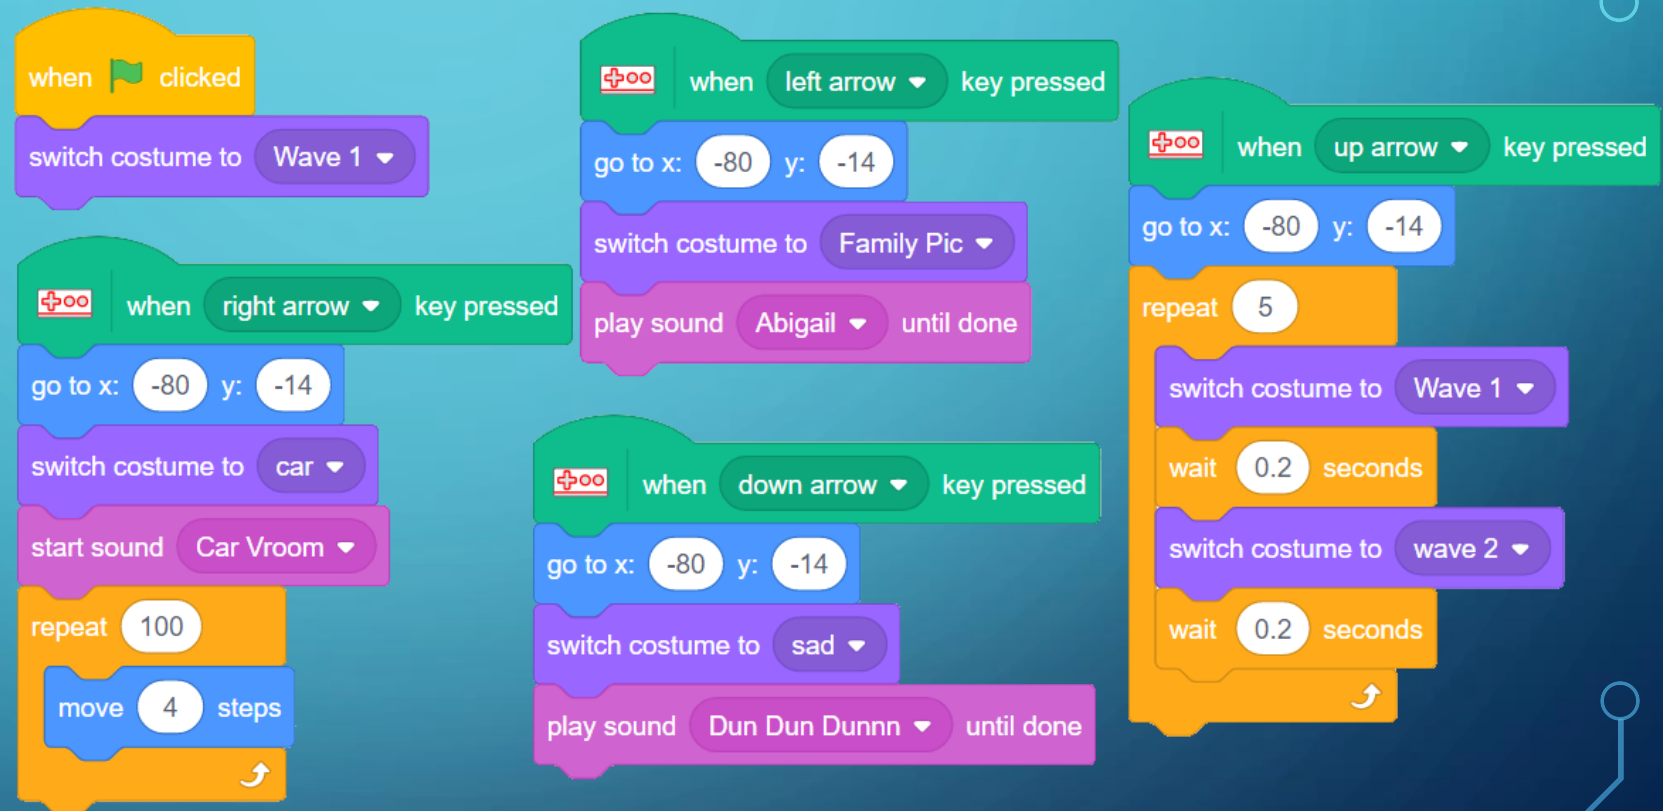 when clicked
switch costume to Wave 1
when right arrow key pressed
go to x: -80 y: -14
switch costume to car
start sound Car Vroom
repeat 100
move 4 steps
when left arrow key pressed
go to x: -80 y: -14
switch costume to Family Pic
play sound Abigail until done
when down arrow key pressed
go to x: -80 y: -14
switch costume to sad
play sound Dun Dun Dunnn until done
when up arrow key pressed
go to x: -80 y: -14
repeat 5
switch costume to Wave 1
wait 0.2 seconds
switch costume to wave 2
wait 0.2 seconds